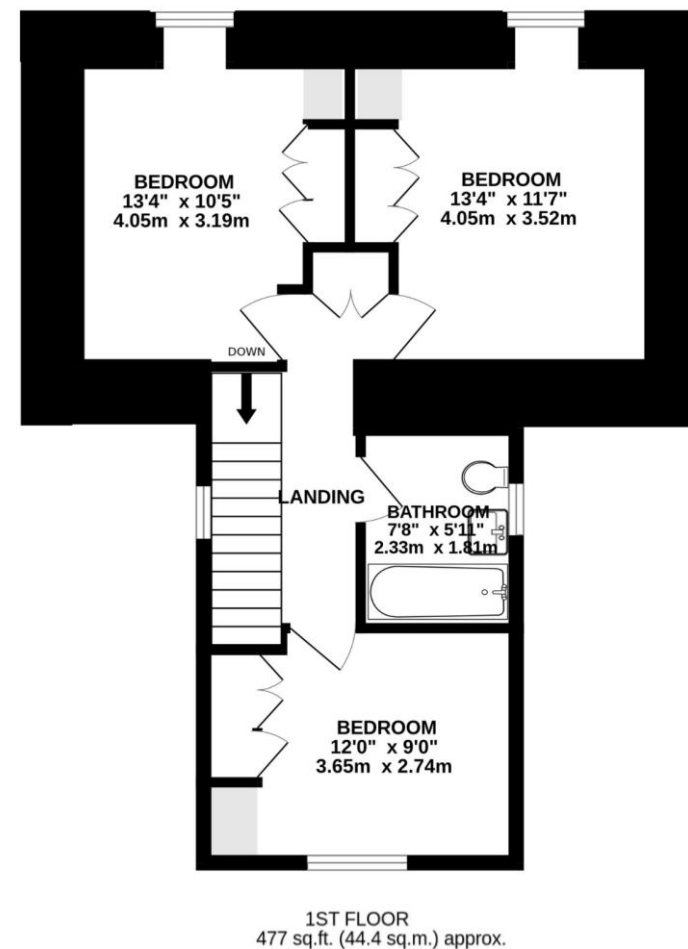 BEDROOM
13'4" x 10'5"
4.05m x 3.19m
BEDROOM
13'4" x 11'7"
4.05m x 3.52m
DOWN
LANDING
BATHROOM
7'8" x 5'11"
2.33m x 1.81m
BEDROOM
12'0" x 9'0"
3.65m x 2.74m
1ST FLOOR
477 sq.ft. (44.4 sq.m.) approx.